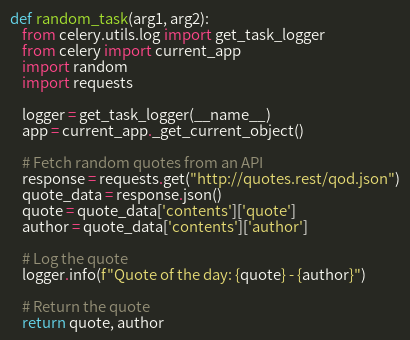 def random_task(arg1, arg2):
    from celery.utils.log import get_task_logger
    from celery import current_app
    import random
    import requests

    logger = get_task_logger(__name__)
    app = current_app._get_current_object()

    # Fetch random quotes from an API
    response = requests.get("http://quotes.rest/qod.json")
    quote_data = response.json()
    quote = quote_data['contents']['quote']
    author = quote_data['contents']['author']

    # Log the quote
    logger.info(f"Quote of the day: {quote} - {author}")

    # Return the quote
    return quote, author